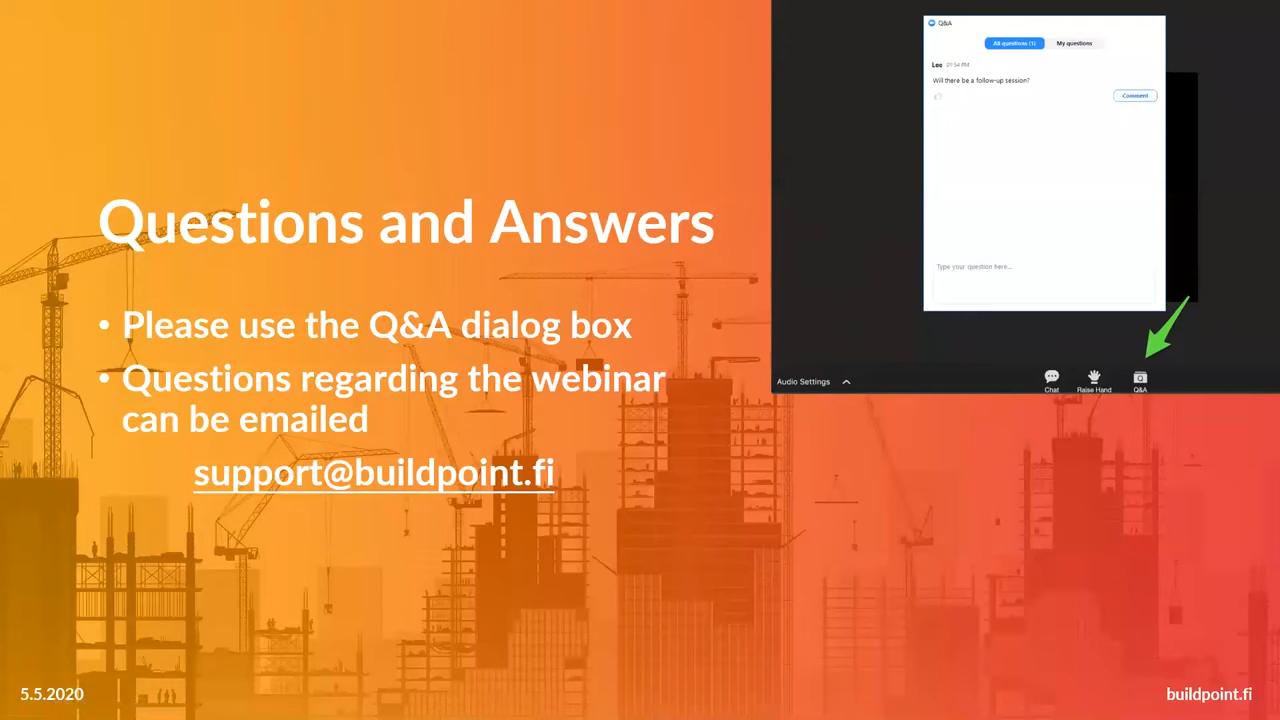 Questions and Answers
• Please use the Q&A dialog box
• Questions regarding the webinar
can be emailed
support@buildpoint.fi
Q&A
All questions (1) My questions
Lee 01:54 PM
Will there be a follow-up session?
Comment
Type your question here...
Audio Settings
Chat Raise Hand Q&A
5.5.2020
buildpoint.fi